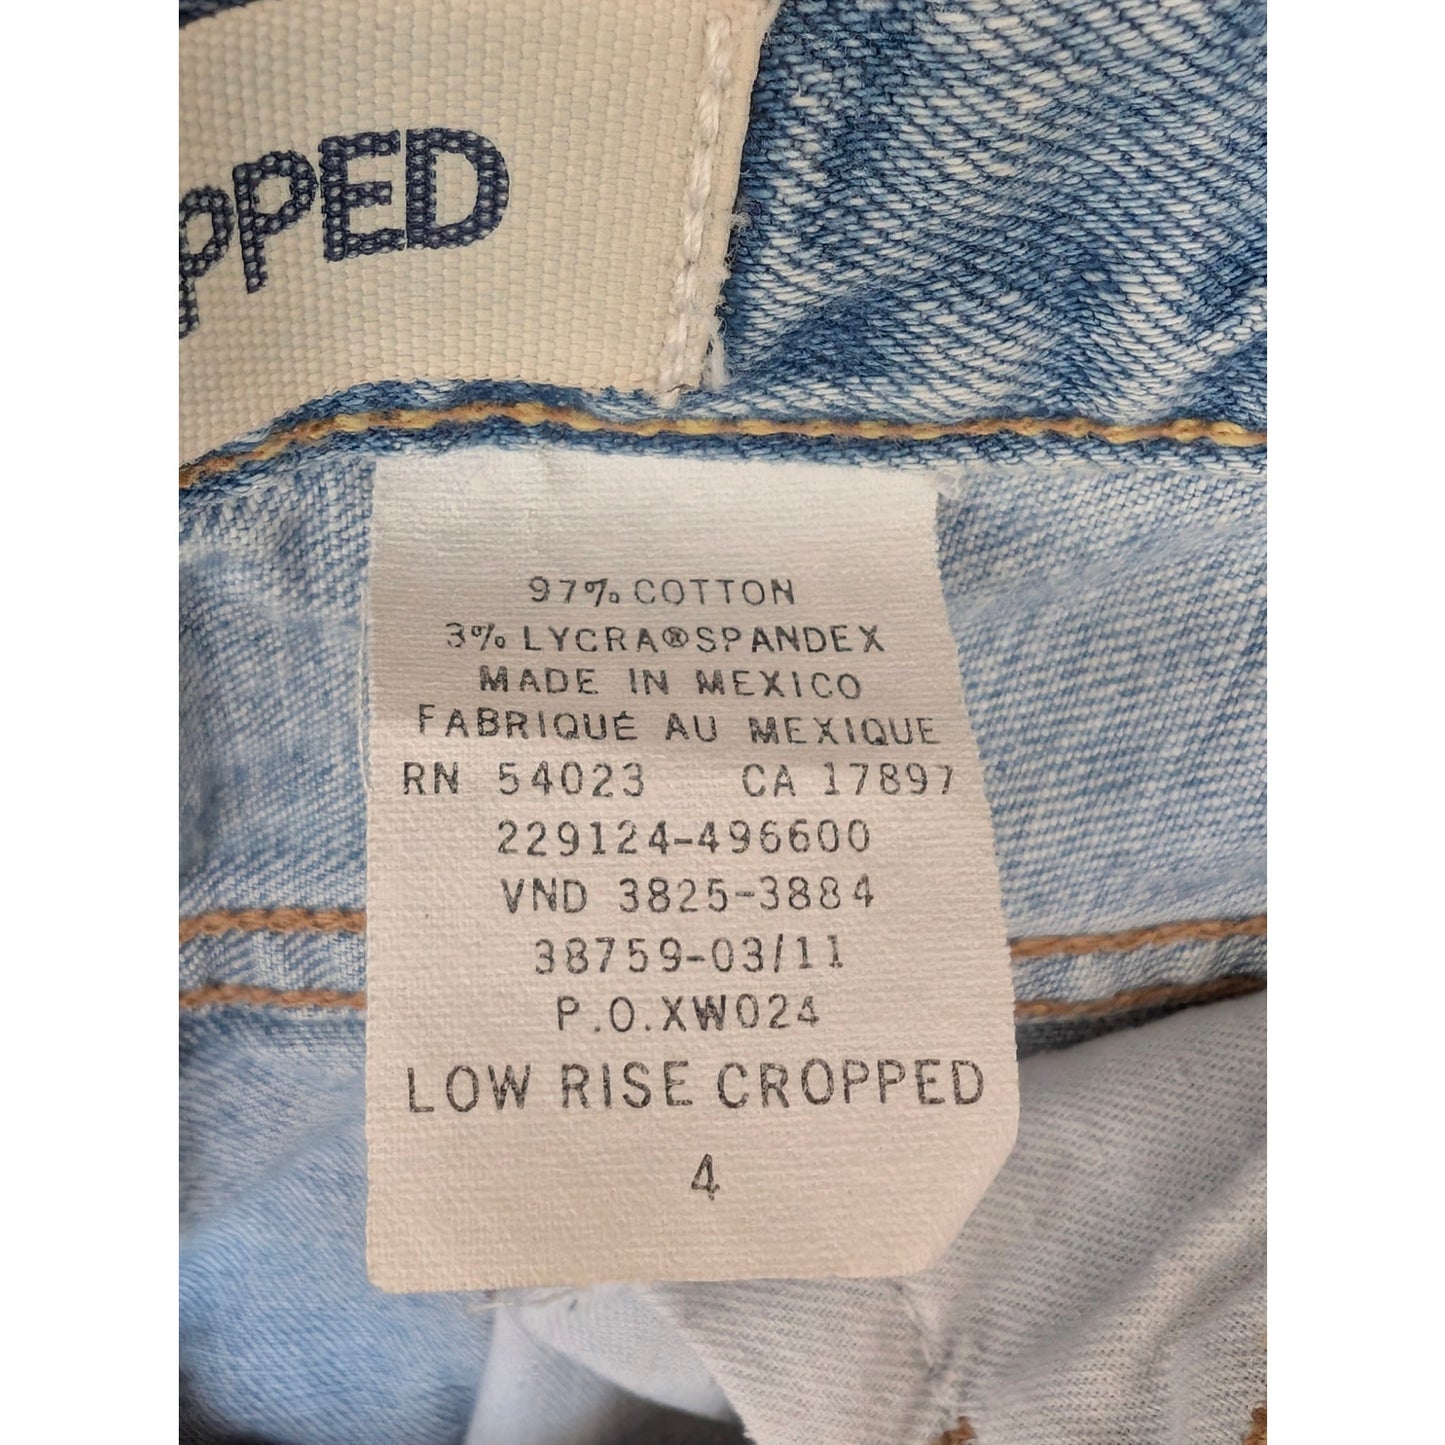 PPED
97% COTTON
3% LYCRA® SPANDEX
MADE IN MEXICO
FABRIQUÉ AU MEXIQUE
RN 54023 CA 17897
229124-496600
VND 3825-3884
38759-03/11
P.O.XW024
LOW RISE CROPPED
4